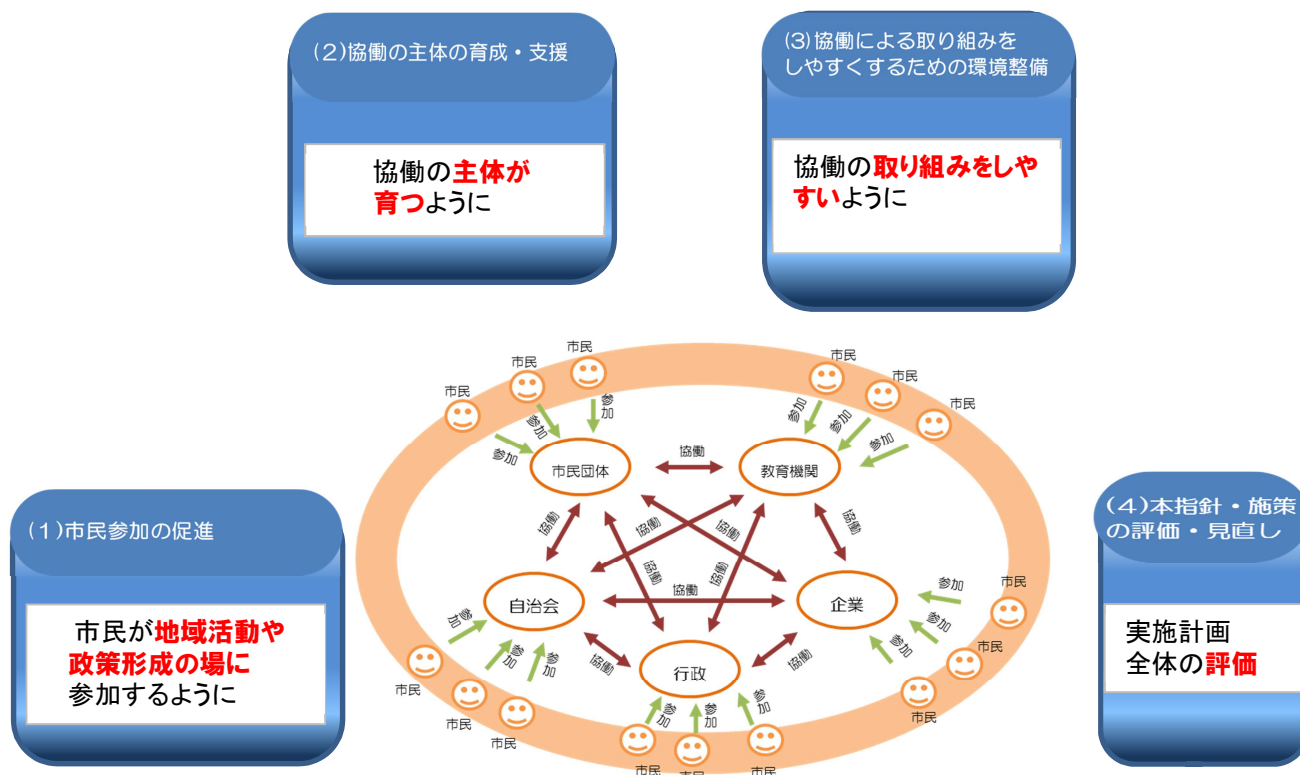 (2)協働の主体の育成・支援
協働の主体が
育つように
(3)協働による取り組みを
しやすくするための環境整備
協働の取り組みをしや
すいように
(1)市民参加の促進
市民が地域活動や
政策形成の場に
参加するように
(4)本指針・施策
の評価・見直し
実施計画
全体の評価
市民
市民
市民
市民
市民
市民
参加
参加
参加
参加
参加
参加
市民団体
協働
教育機関
協働
協働
協働
協働
協働
協働
協働
自治会
協働
企業
協働
行政
協働
参加
参加
参加
参加
参加
参加
参加
参加
参加
市民
市民
市民
市民
市民
市民
市民
市民
市民